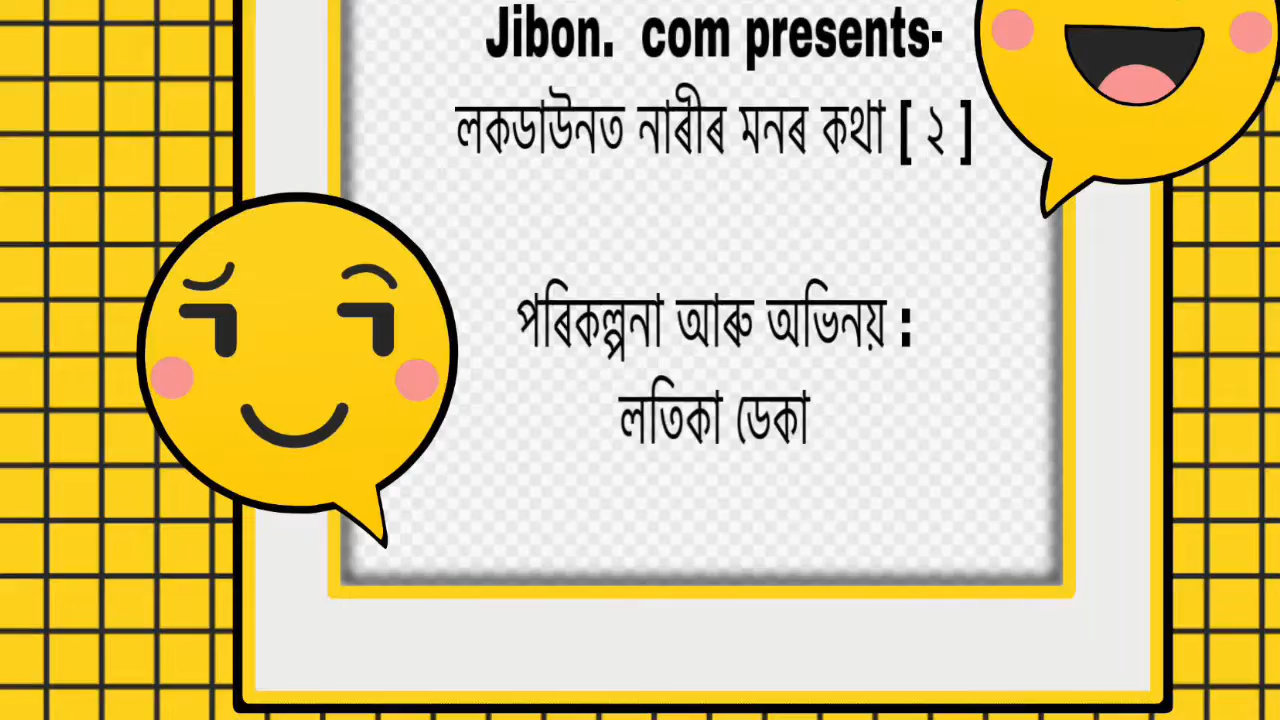 Jibon.  com presents-
লকডাউনত নাৰীৰ মনৰ কথা [ ২ ]
পৰিকল্পনা আৰু অভিনয় :
লতিকা ডেকা